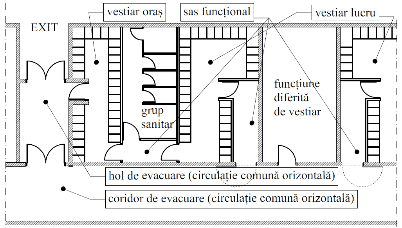 vestiar oraș
sas funcțional
vestiar lucru
EXIT
grup
sanitar
funcțiune
diferită
de vestiar
hol de evacuare (circulație comună orizontală)
coridor de evacuare (circulație comună orizontală)